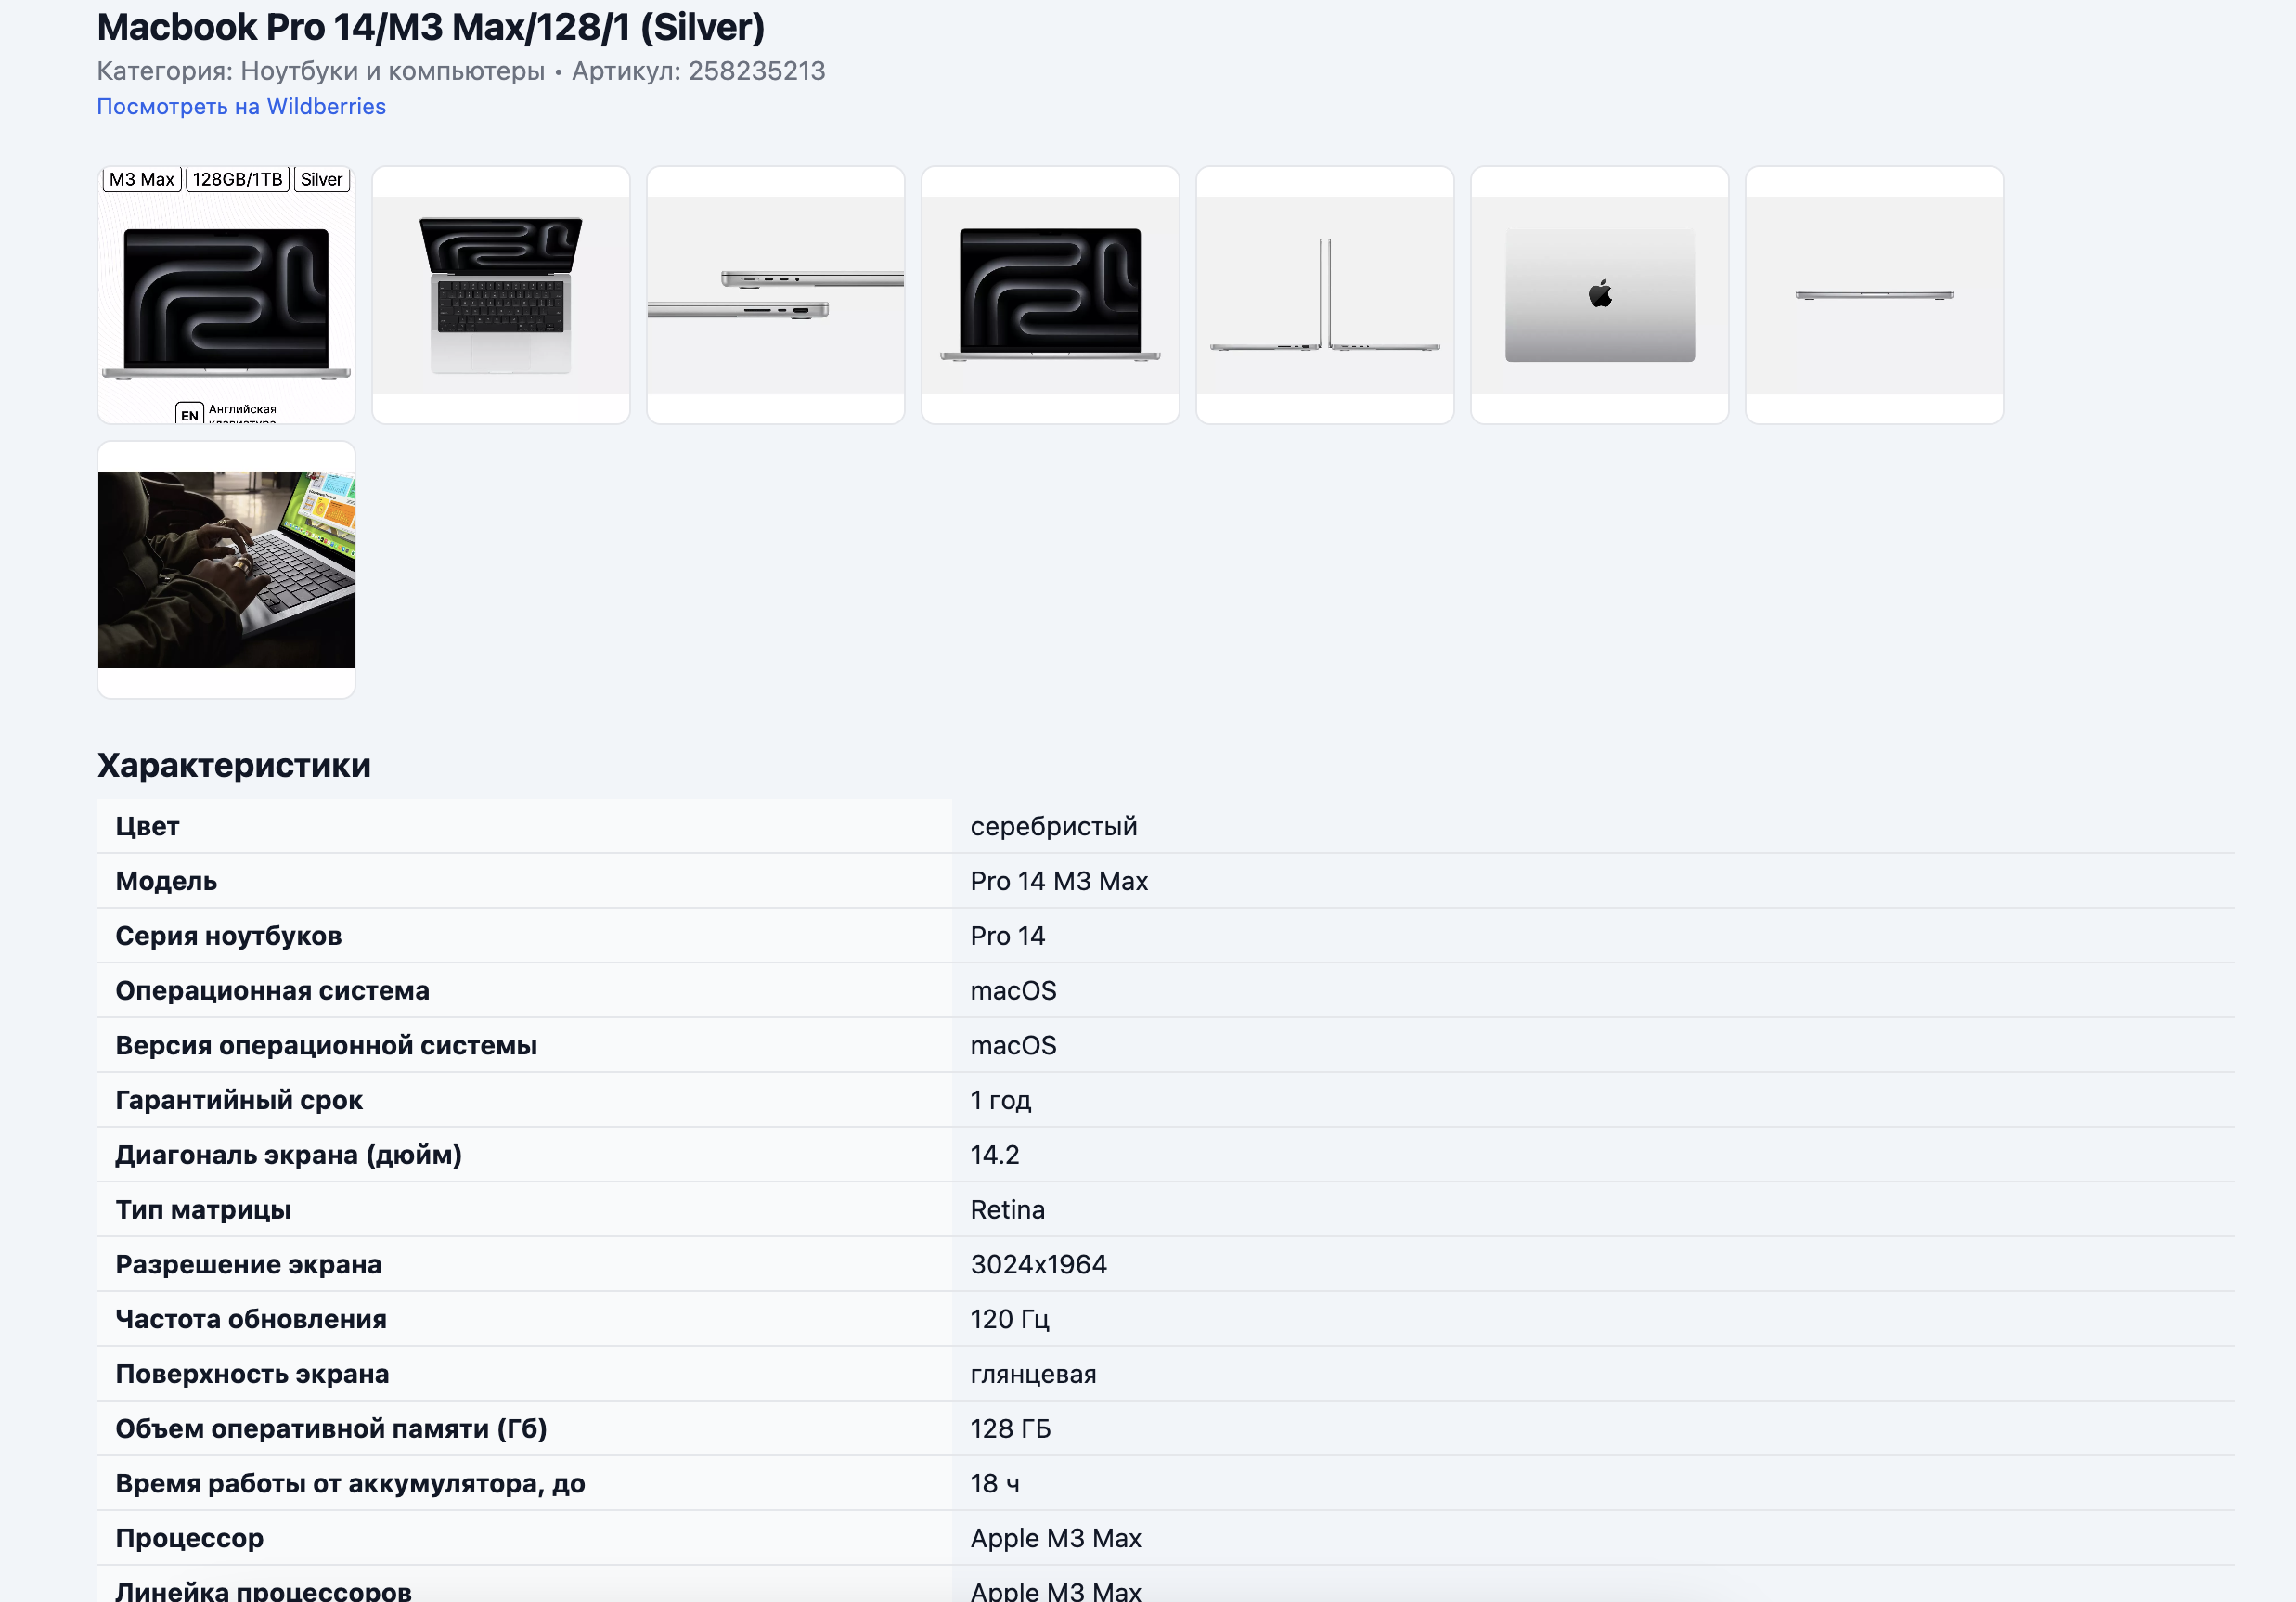 Macbook Pro 14/M3 Max/128/1 (Silver)
Категория: Ноутбуки и компьютеры • Артикул: 258235213
Посмотреть на Wildberries
M3 Max 128GB/1TB Silver
EN Английская
клавиатура
Характеристики
Цвет серебристый
Модель Pro 14 M3 Max
Серия ноутбуков Pro 14
Операционная система macOS
Версия операционной системы macOS
Гарантийный срок 1 год
Диагональ экрана (дюйм) 14.2
Тип матрицы Retina
Разрешение экрана 3024x1964
Частота обновления 120 Гц
Поверхность экрана глянцевая
Объем оперативной памяти (Гб) 128 ГБ
Время работы от аккумулятора, до 18 ч
Процессор Apple M3 Max
Линейка процессоров Apple M3 Max